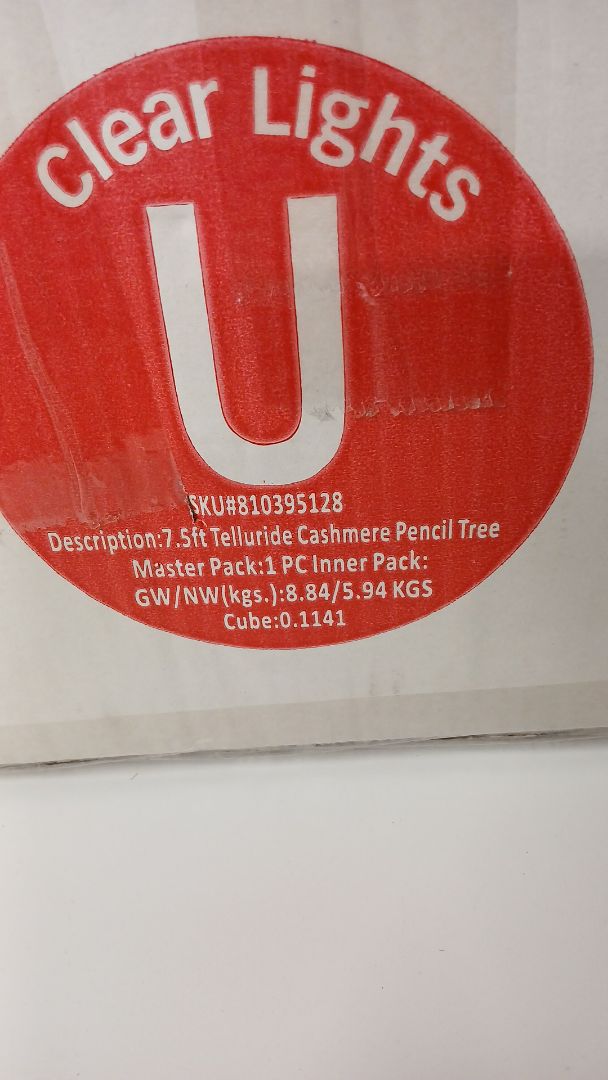 Clear Lights
U
SKU#810395128
Description:7.5ft Telluride Cashmere Pencil Tree
Master Pack:1 PC Inner Pack:
GW/NW(kgs.):8.84/5.94 KGS
Cube:0.1141